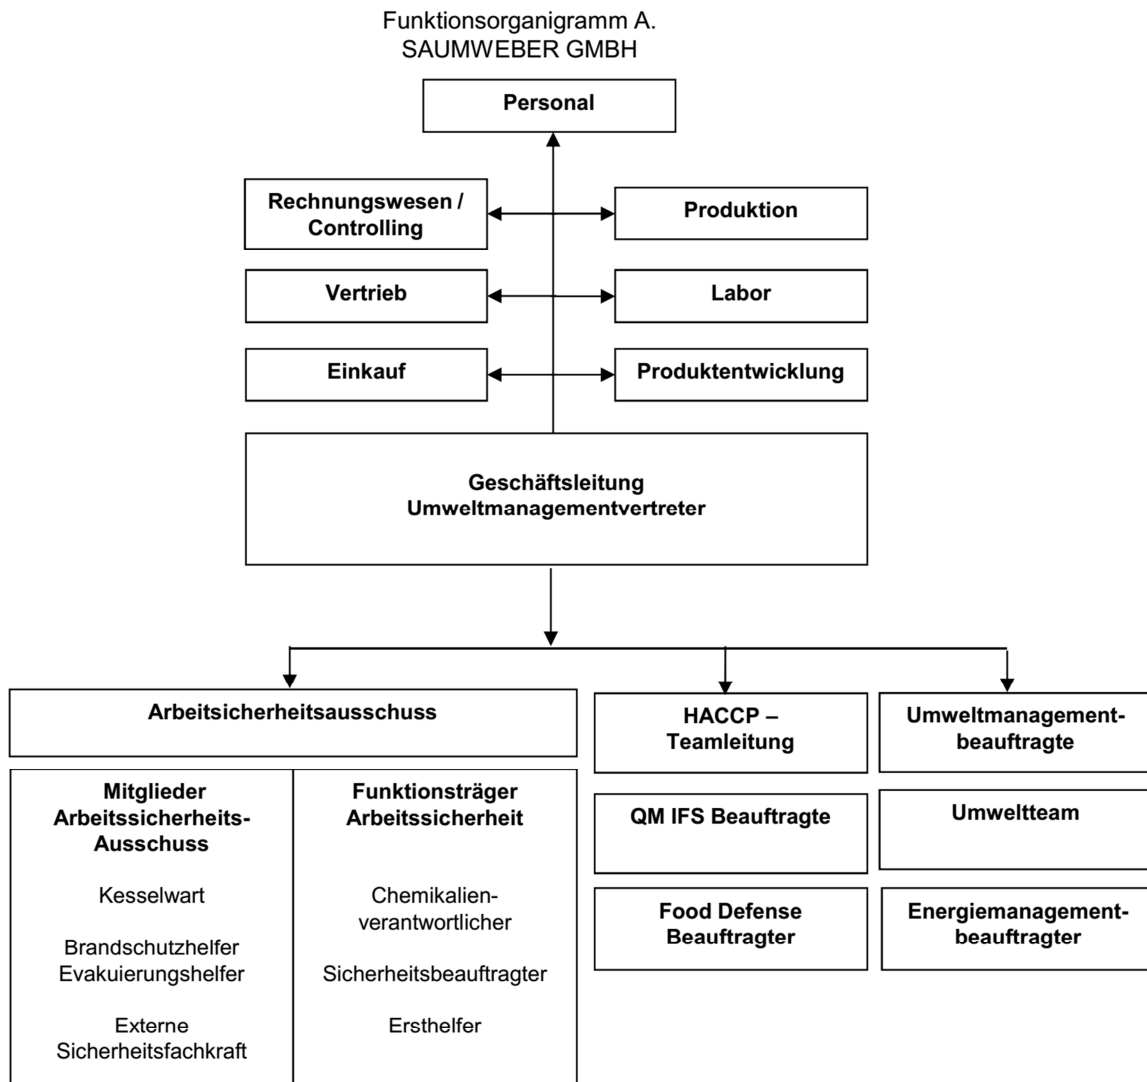 Funktionsorganigramm A.
SAUMWEBER GMBH
Personal
Rechnungswesen /
Controlling
Produktion
Vertrieb
Labor
Einkauf
Produktentwicklung
Geschäftsleitung
Umweltmanagementvertreter
Arbeitsicherheitsausschuss
HACCP –
Teamleitung
Umweltmanagement-
beauftragte
Mitglieder
Arbeitssicherheits-
Ausschuss
Kesselwart
Brandschutzhelfer
Evakuierungshelfer
Externe
Sicherheitsfachkraft
Funktionsträger
Arbeitssicherheit
Chemikalien-
verantwortlicher
Sicherheitsbeauftragter
Ersthelfer
QM IFS Beauftragte
Umweltteam
Food Defense
Beauftragter
Energiemanagement-
beauftragter